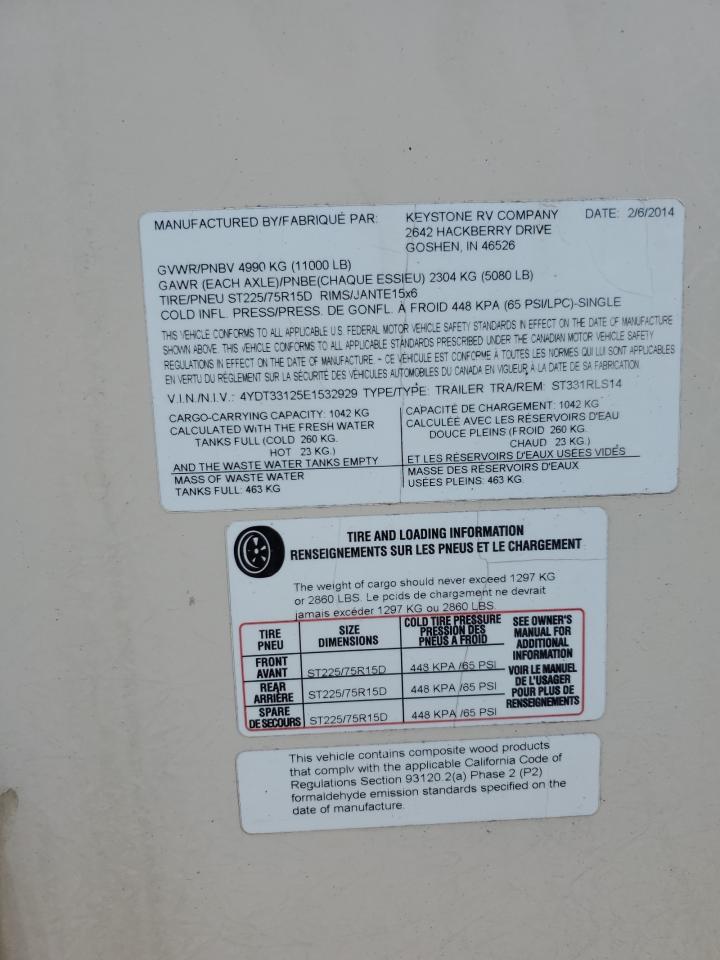 MANUFACTURED BY/FABRIQUÉ PAR: KEYSTONE RV COMPANY DATE: 2/6/2014
2642 HACKBERRY DRIVE
GOSHEN, IN 46526
GVWR/PNBV 4990 KG (11000 LB)
GAWR (EACH AXLE)/PNBE(CHAQUE ESSIEU) 2304 KG (5080 LB)
TIRE/PNEU ST225/75R15D RIMS/JANTE15x6
COLD INFL. PRESS/PRESS. DE GONFL. À FROID 448 KPA (65 PSI/LPC)-SINGLE
THIS VEHICLE CONFORMS TO ALL APPLICABLE U.S. FEDERAL MOTOR VEHICLE SAFETY STANDARDS IN EFFECT ON THE DATE OF MANUFACTURE
SHOWN ABOVE. THIS VEHICLE CONFORMS TO ALL APPLICABLE STANDARDS PRESCRIBED UNDER THE CANADIAN MOTOR VEHICLE SAFETY
REGULATIONS IN EFFECT ON THE DATE OF MANUFACTURE. - CE VÉHICULE EST CONFORME À TOUTES LES NORMES QUI LUI SONT APPLICABLES
EN VERTU DU RÈGLEMENT SUR LA SÉCURITÉ DES VÉHICULES AUTOMOBILES DU CANADA EN VIGUEUR À LA DATE DE SA FABRICATION.
V.I.N./N.I.V.: 4YDT33125E1532929 TYPE/TYPE: TRAILER TRA/REM: ST331RLS14
CARGO-CARRYING CAPACITY: 1042 KG
CALCULATED WITH THE FRESH WATER
TANKS FULL (COLD 260 KG.
HOT 23 KG.)
AND THE WASTE WATER TANKS EMPTY
MASS OF WASTE WATER
TANKS FULL: 463 KG
CAPACITÉ DE CHARGEMENT: 1042 KG
CALCULÉE AVEC LES RÉSERVOIRS D'EAU
DOUCE PLEINS (FROID 260 KG.
CHAUD 23 KG.)
ET LES RÉSERVOIRS D'EAUX USÉES VIDES
MASSE DES RÉSERVOIRS D'EAUX
USÉES PLEINS: 463 KG.
TIRE AND LOADING INFORMATION
RENSEIGNEMENTS SUR LES PNEUS ET LE CHARGEMENT
The weight of cargo should never exceed 1297 KG
or 2860 LBS. Le poids de chargement ne devrait
jamais excéder 1297 KG ou 2860 LBS.
TIRE
PNEU
SIZE
DIMENSIONS
COLD TIRE PRESSURE
PRESSION DES
PNEUS A FROID
SEE OWNER'S
MANUAL FOR
ADDITIONAL
INFORMATION
VOIR LE MANUEL
DE L'USAGER
POUR PLUS DE
RENSEIGNEMENTS
FRONT
AVANT
ST225/75R15D 448 KPA /65 PSI
REAR
ARRIÈRE
ST225/75R15D 448 KPA /65 PSI
SPARE
DE SECOURS
ST225/75R15D 448 KPA /65 PSI
This vehicle contains composite wood products
that comply with the applicable California Code of
Regulations Section 93120.2(a) Phase 2 (P2)
formaldehyde emission standards specified on the
date of manufacture.